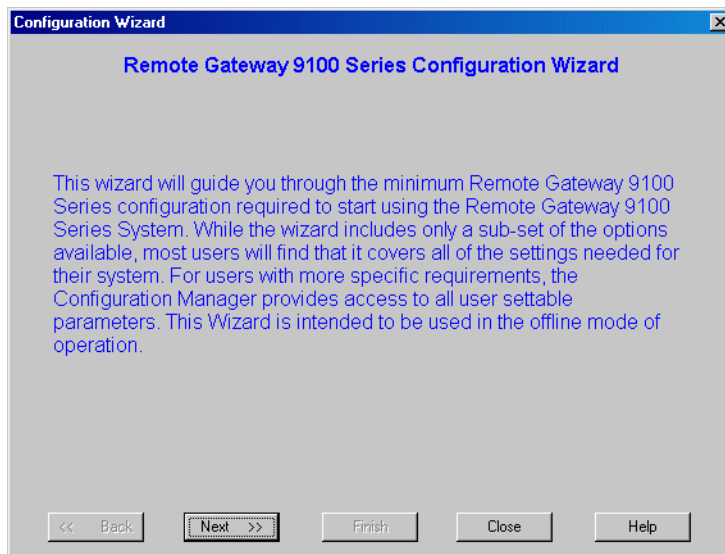 Configuration Wizard
Remote Gateway 9100 Series Configuration Wizard
This wizard will guide you through the minimum Remote Gateway 9100
Series configuration required to start using the Remote Gateway 9100
Series System. While the wizard includes only a sub-set of the options
available, most users will find that it covers all of the settings needed for
their system. For users with more specific requirements, the
Configuration Manager provides access to all user settable
parameters. This Wizard is intended to be used in the offline mode of
operation.
<< Back Next >> Finish Close Help